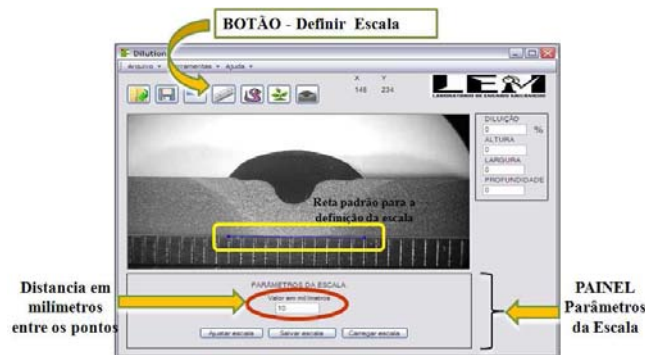 BOTÃO - Definir Escala
Dilution
Arquivo Ferramentas Ajuda
X Y
148 234
LEM
DILUIÇÃO
0 %
ALTURA
0
LARGURA
0
PROFUNDIDADE
0
Reta padrão para a
definição da escala
PARÂMETROS DA ESCALA
Valor em milímetros
10
Ajustar escala Salvar escala Carregar escala
Distancia em
milímetros
entre os pontos
PAINEL
Parâmetros
da Escala